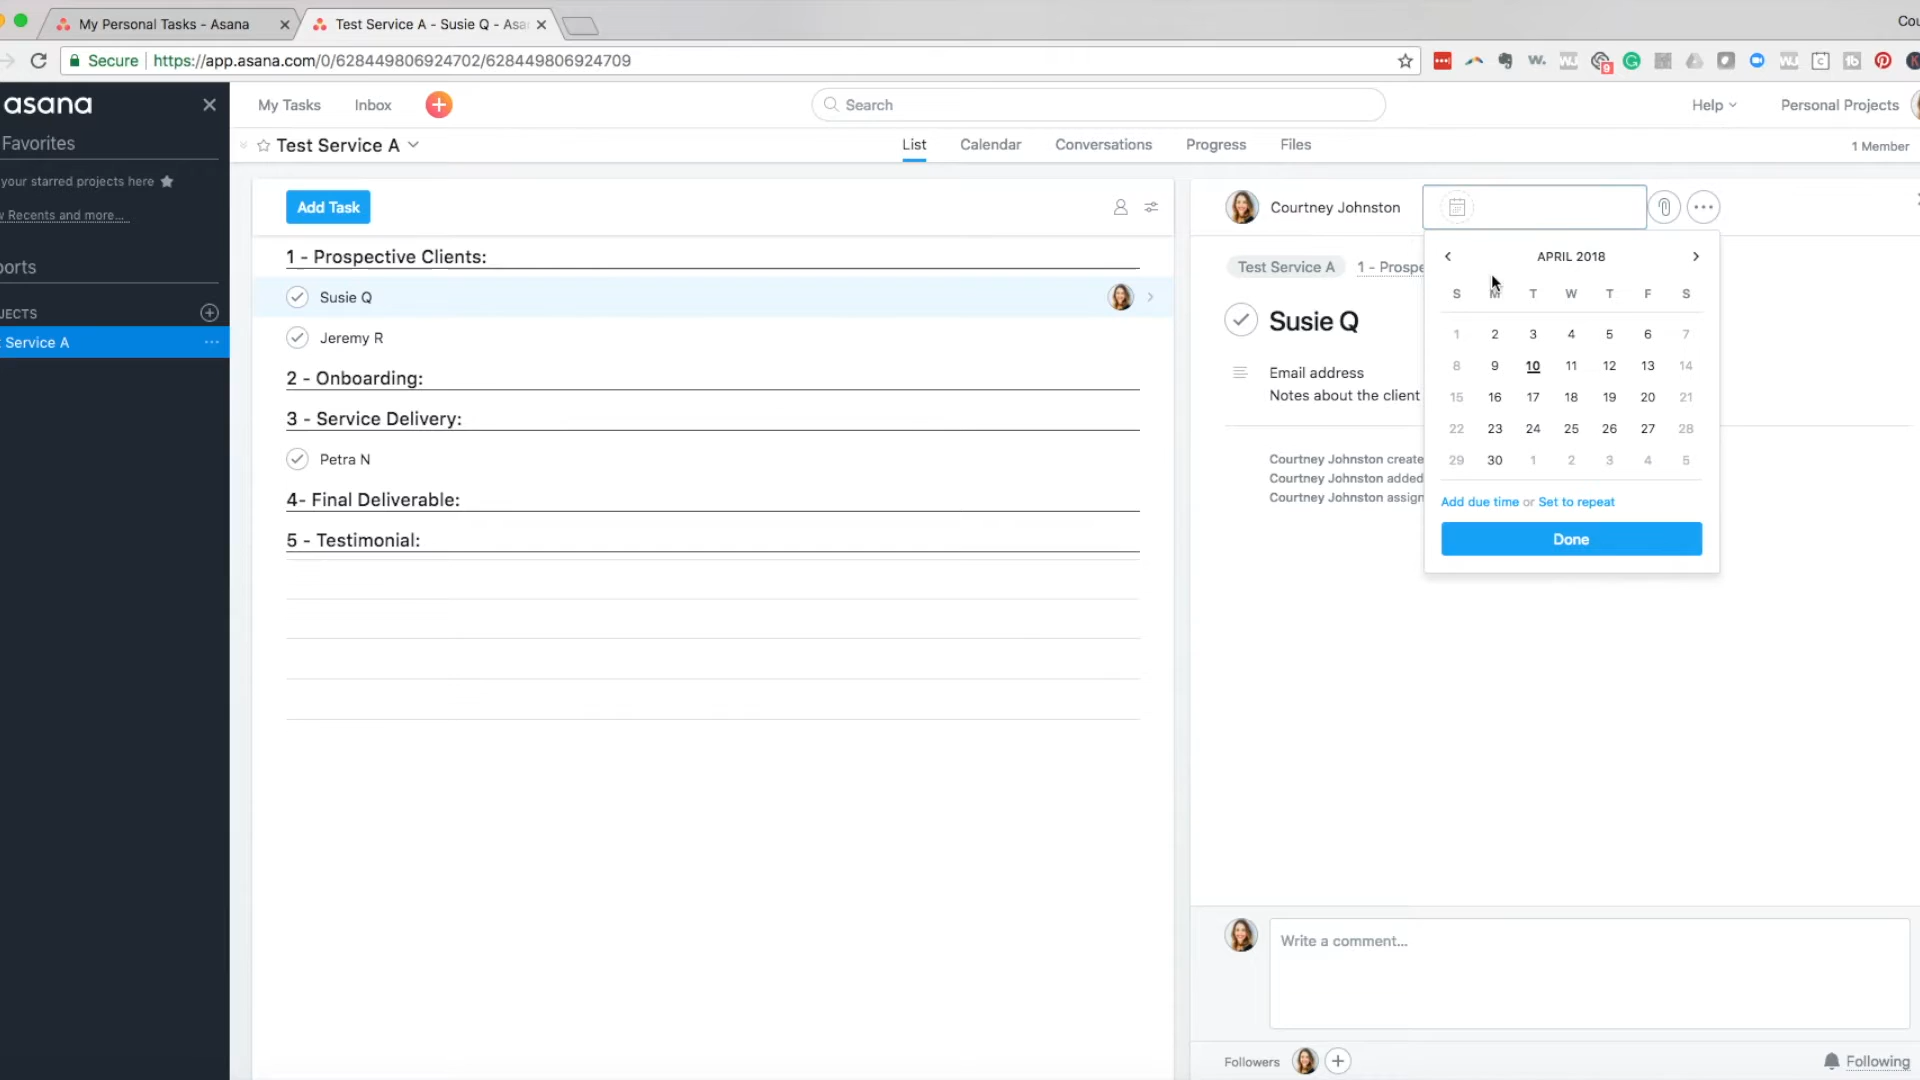 My Personal Tasks - Asana
Test Service A - Susie Q - Asa
Cou
Secure
https://app.asana.com/0/628449806924702/628449806924709
9
asana
My Tasks
Inbox
Search
Help
Personal Projects
Favorites
Test Service A
List
Calendar
Conversations
Progress
Files
1 Member
your starred projects here
w Recents and more...
Add Task
Courtney Johnston
1 - Prospective Clients:
Test Service A
1 - Prospe
APRIL 2018
S M T W T F S
orts
Susie Q
Susie Q
JECTS
1 2 3 4 5 6 7
t Service A
Jeremy R
8 9 10 11 12 13 14
Email address
Notes about the client
2 - Onboarding:
15 16 17 18 19 20 21
3 - Service Delivery:
22 23 24 25 26 27 28
Petra N
Courtney Johnston create
29 30 1 2 3 4 5
Courtney Johnston added
4- Final Deliverable:
Courtney Johnston assign
Add due time or Set to repeat
5 - Testimonial:
Done
Write a comment...
Followers
Following